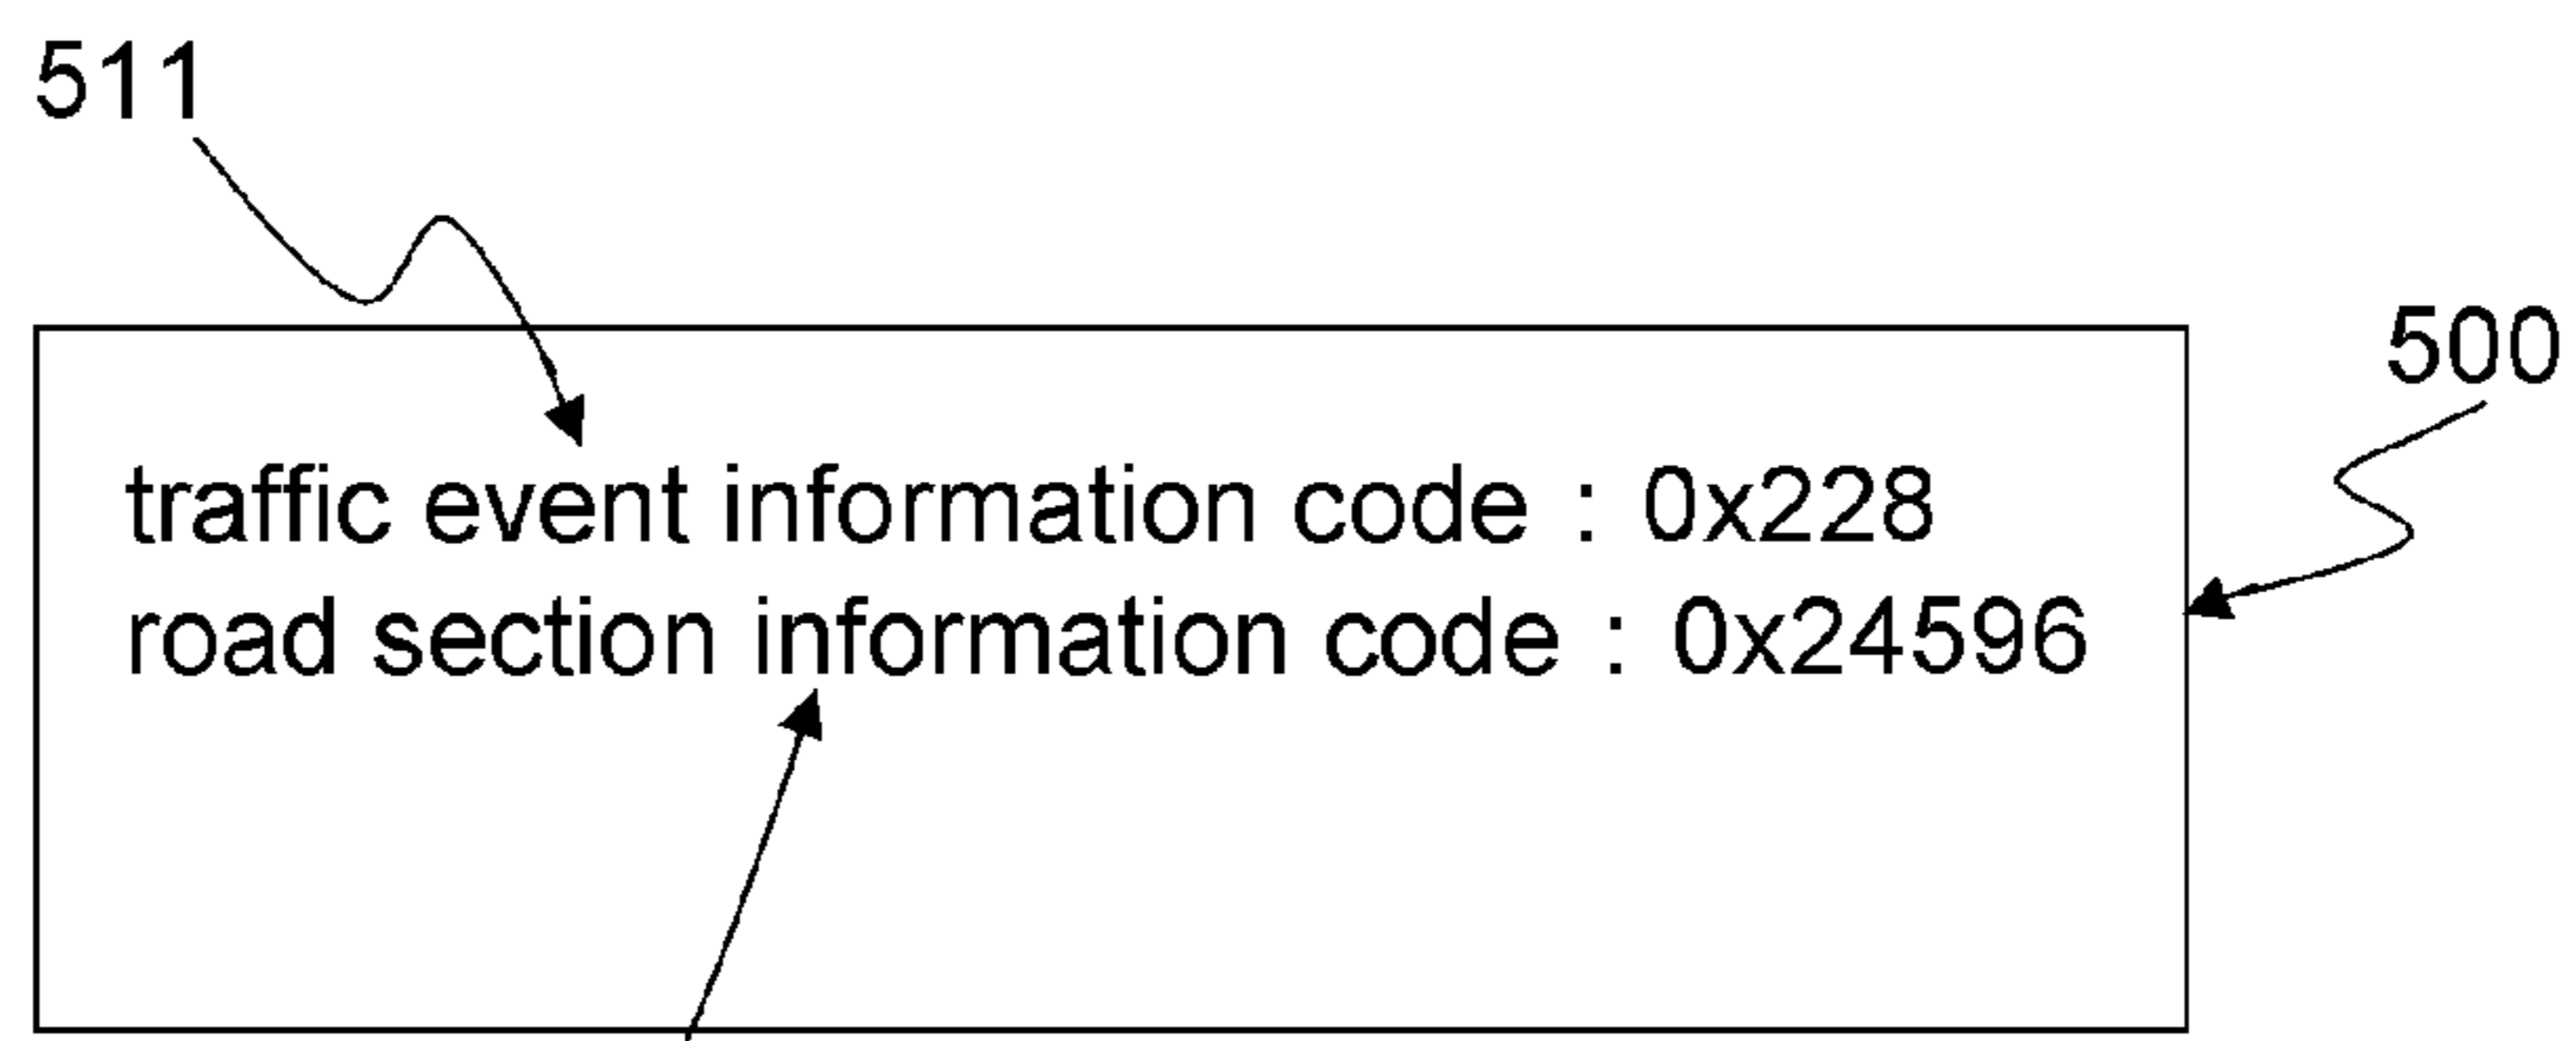 511
500
traffic event information code : 0x228
road section information code : 0x24596